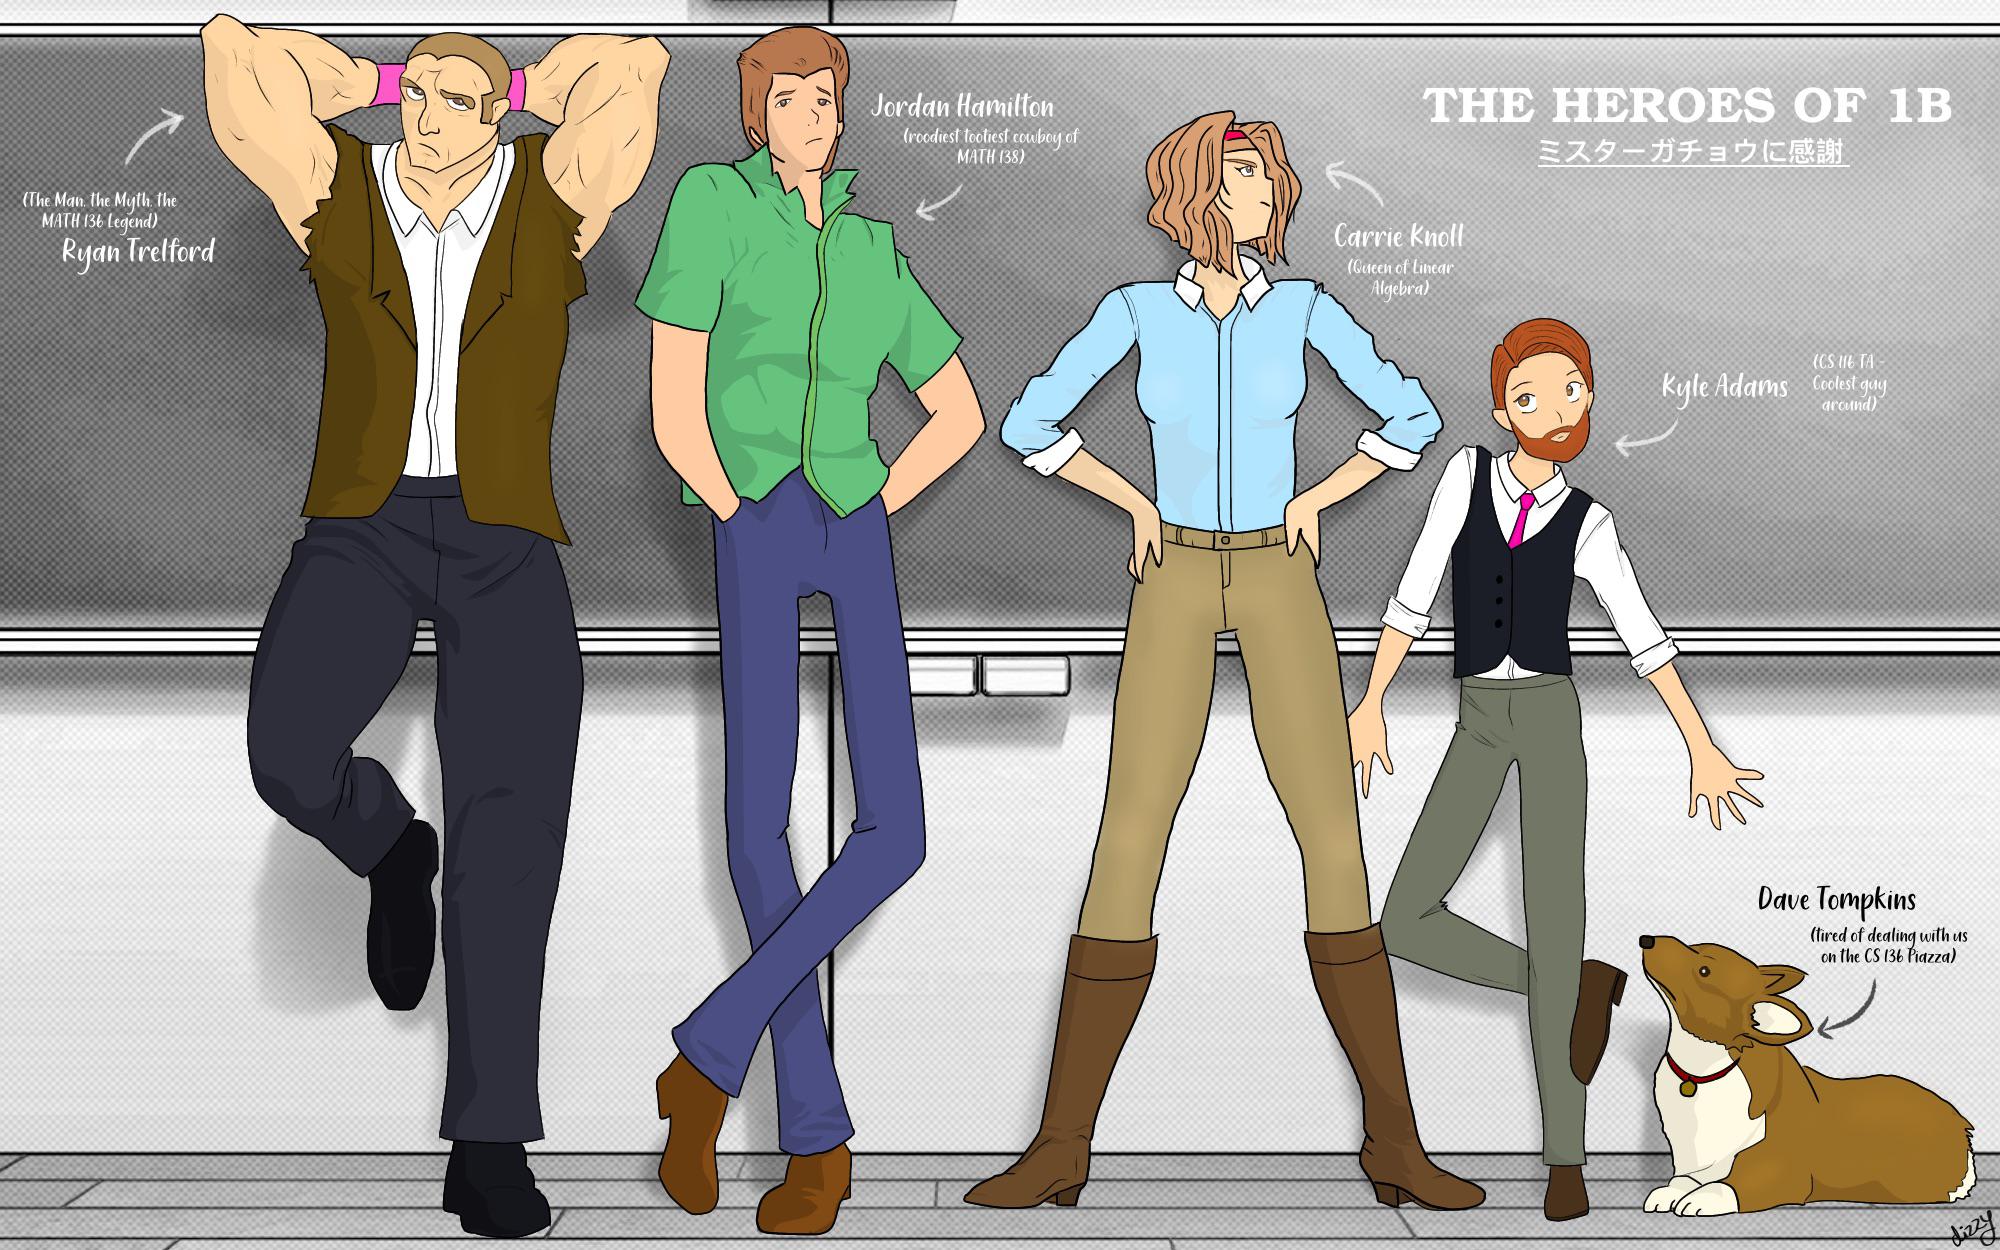 THE HEROES OF 1B
ミスターガチョウに感謝
(The Man, the Myth, the
MATH 136 Legend)
Ryan Trelford
Jordan Hamilton
(roodiest tootiest cowboy of
MATH 138)
Carrie Knoll
(Queen of Linear
Algebra)
Kyle Adams
(CS 116 TA -
Coolest guy
around)
Dave Tompkins
(tired of dealing with us
on the CS 136 Piazza)
dizzy